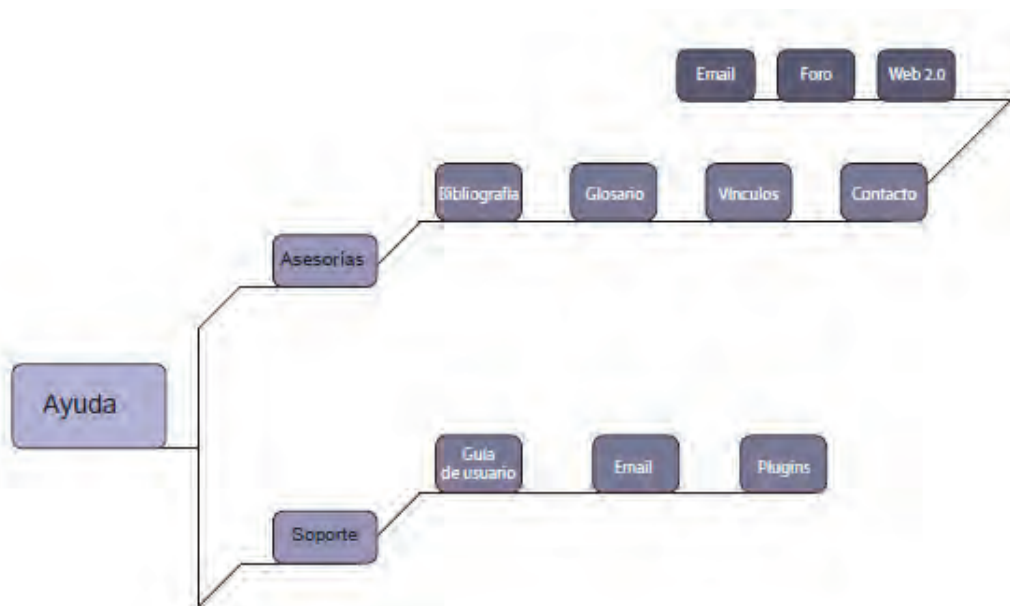 Email
Foro
Web 2.0
Bibliografía
Glosario
Vínculos
Contacto
Asesorías
Ayuda
Guía
de usuario
Email
Plugins
Soporte